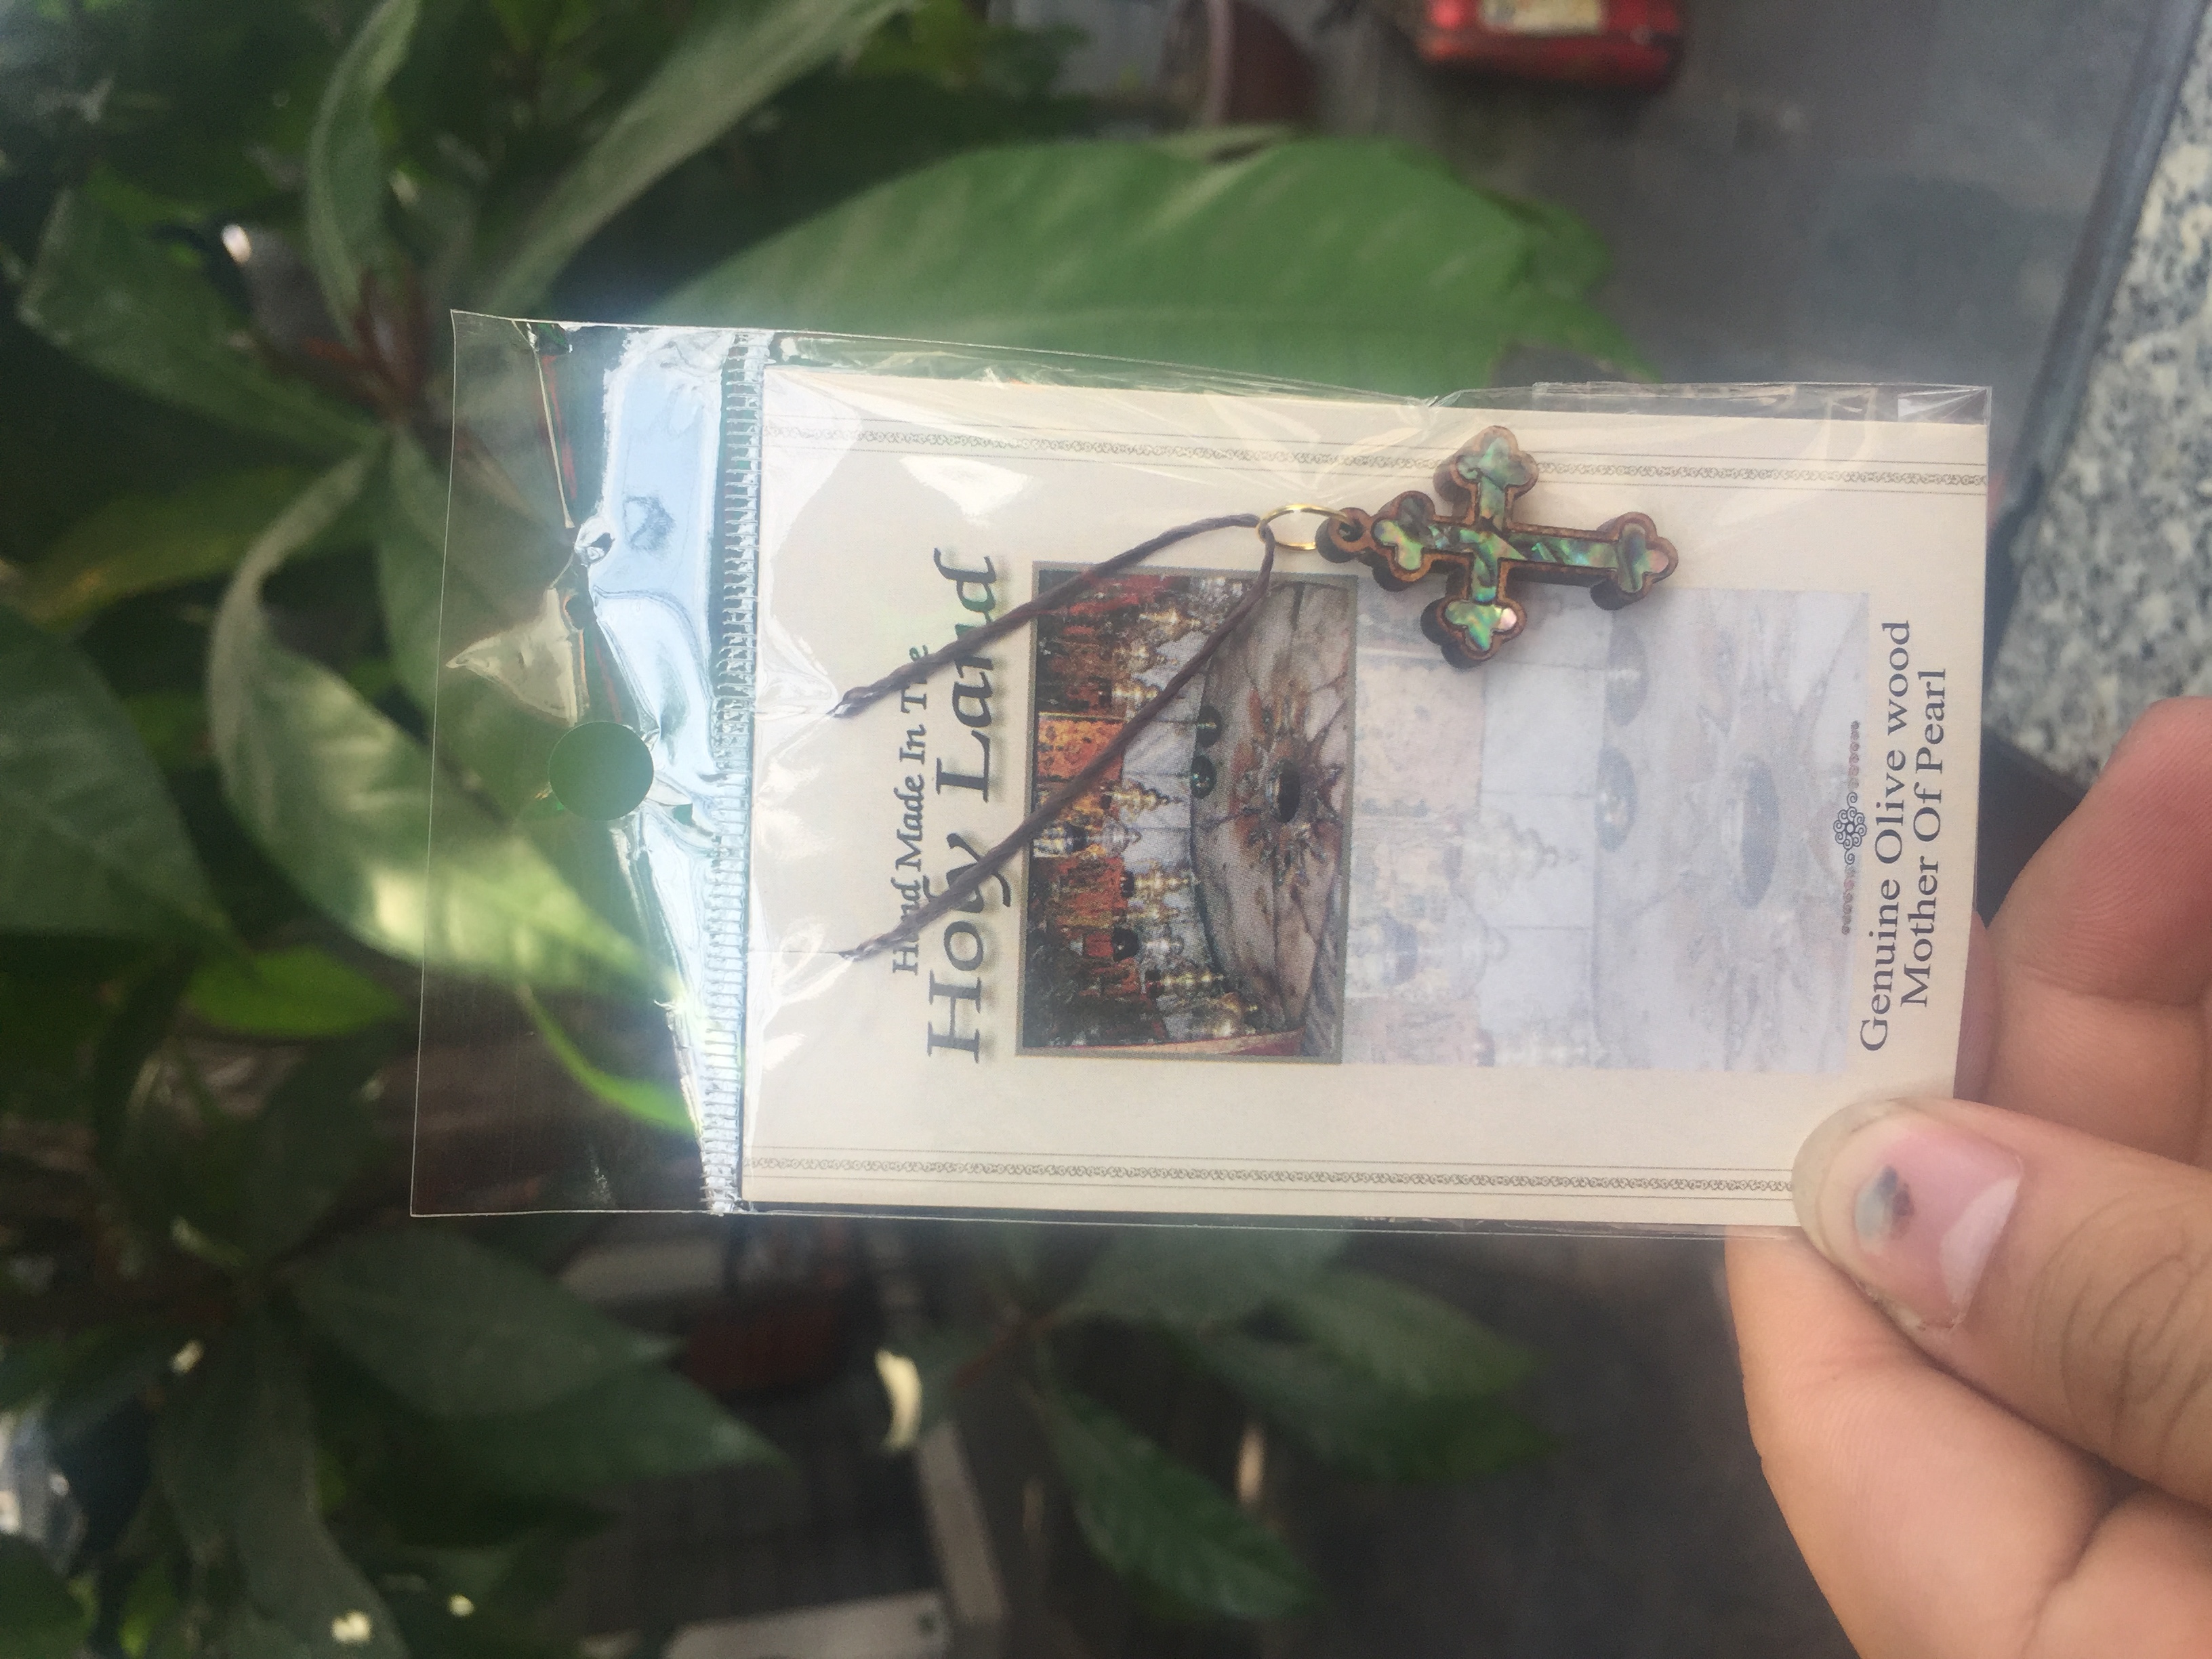 Hand Made In The
Holy Land
Genuine Olive wood
Mother Of Pearl